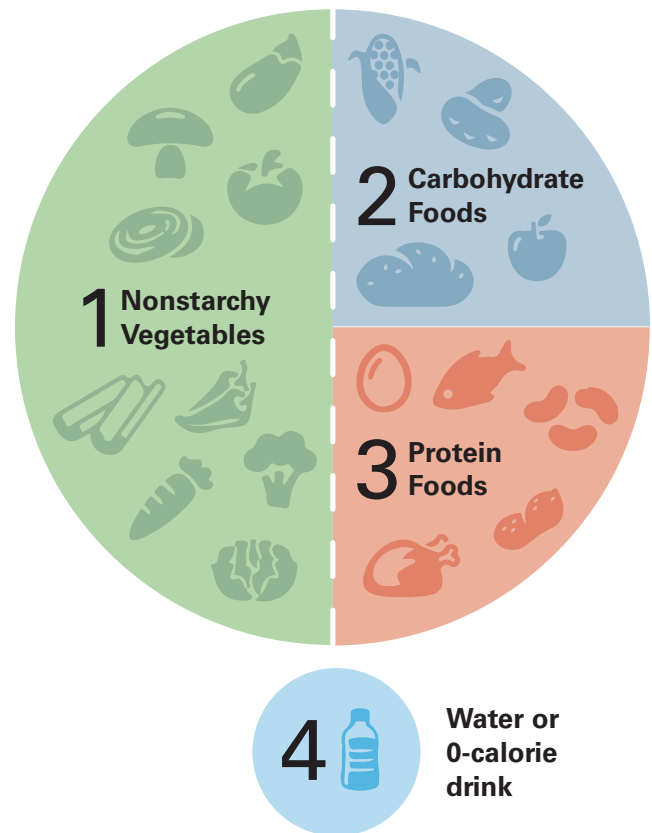 1 Nonstarchy
Vegetables
2 Carbohydrate
Foods
3 Protein
Foods
4
Water or
0-calorie
drink